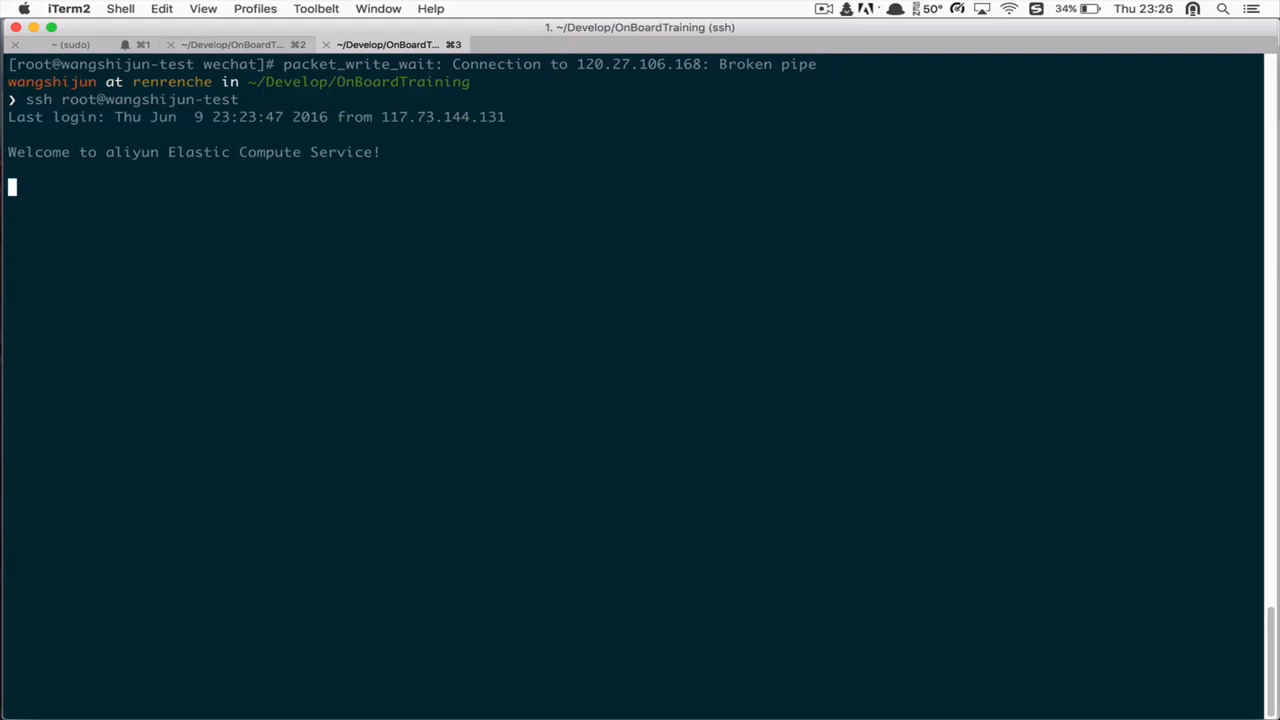 iTerm2 Shell Edit View Profiles Toolbelt Window Help 50° 34% Thu 23:26
1. ~/Develop/OnBoardTraining (ssh)
~ (sudo) ⌘1 ~/Develop/OnBoardT... ⌘2 ~/Develop/OnBoardT... ⌘3
[root@wangshijun-test wechat]# packet_write_wait: Connection to 120.27.106.168: Broken pipe
wangshijun at renrenche in ~/Develop/OnBoardTraining
❯ ssh root@wangshijun-test
Last login: Thu Jun  9 23:23:47 2016 from 117.73.144.131
Welcome to aliyun Elastic Compute Service!